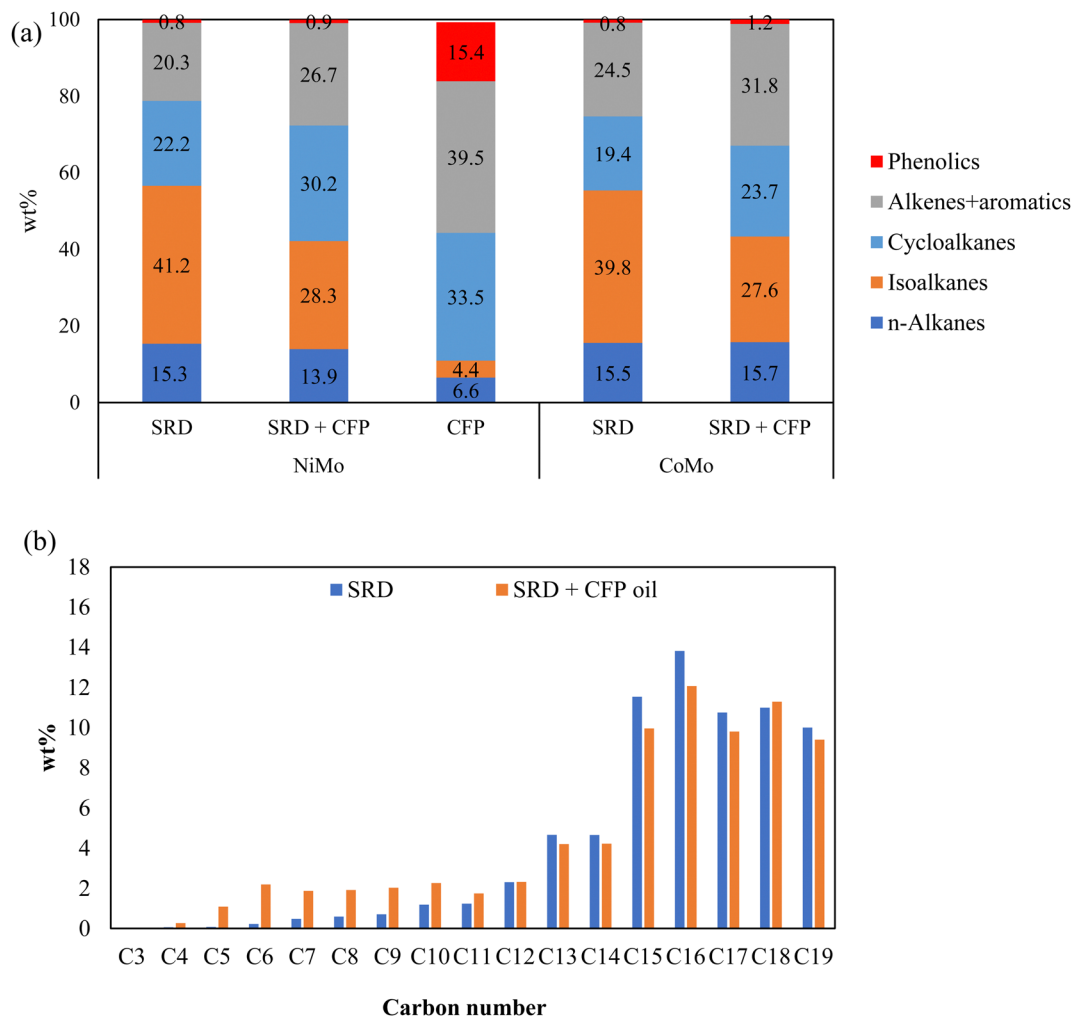 (a)
100
80
60
40
20
0
wt%
0.8 0.9 15.4 0.8 1.2
20.3 26.7 39.5 24.5 31.8
22.2 30.2 33.5 19.4 23.7
41.2 28.3 4.4 39.8 27.6
15.3 13.9 6.6 15.5 15.7
SRD SRD + CFP CFP SRD SRD + CFP
NiMo CoMo
Phenolics
Alkenes+aromatics
Cycloalkanes
Isoalkanes
n-Alkanes
(b)
SRD SRD + CFP oil
18
16
14
12
10
8
6
4
2
0
wt%
C3 C4 C5 C6 C7 C8 C9 C10 C11 C12 C13 C14 C15 C16 C17 C18 C19
Carbon number